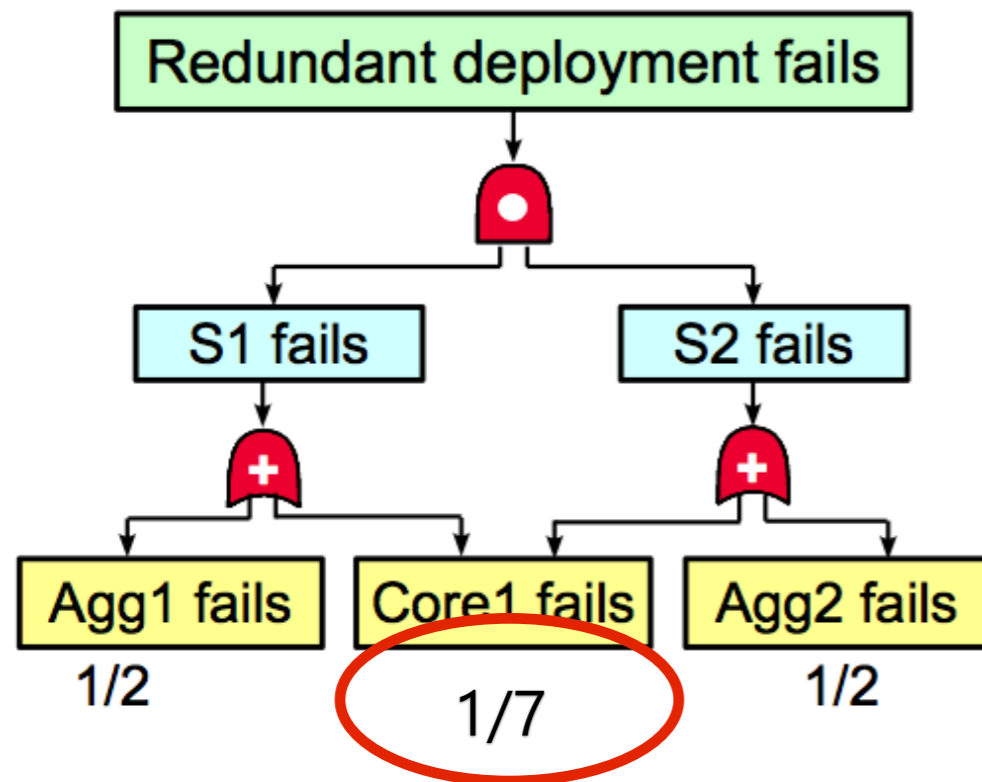 Redundant deployment fails
S1 fails
S2 fails
+
+
Agg1 fails
Core1 fails
Agg2 fails
1/2
1/7
1/2